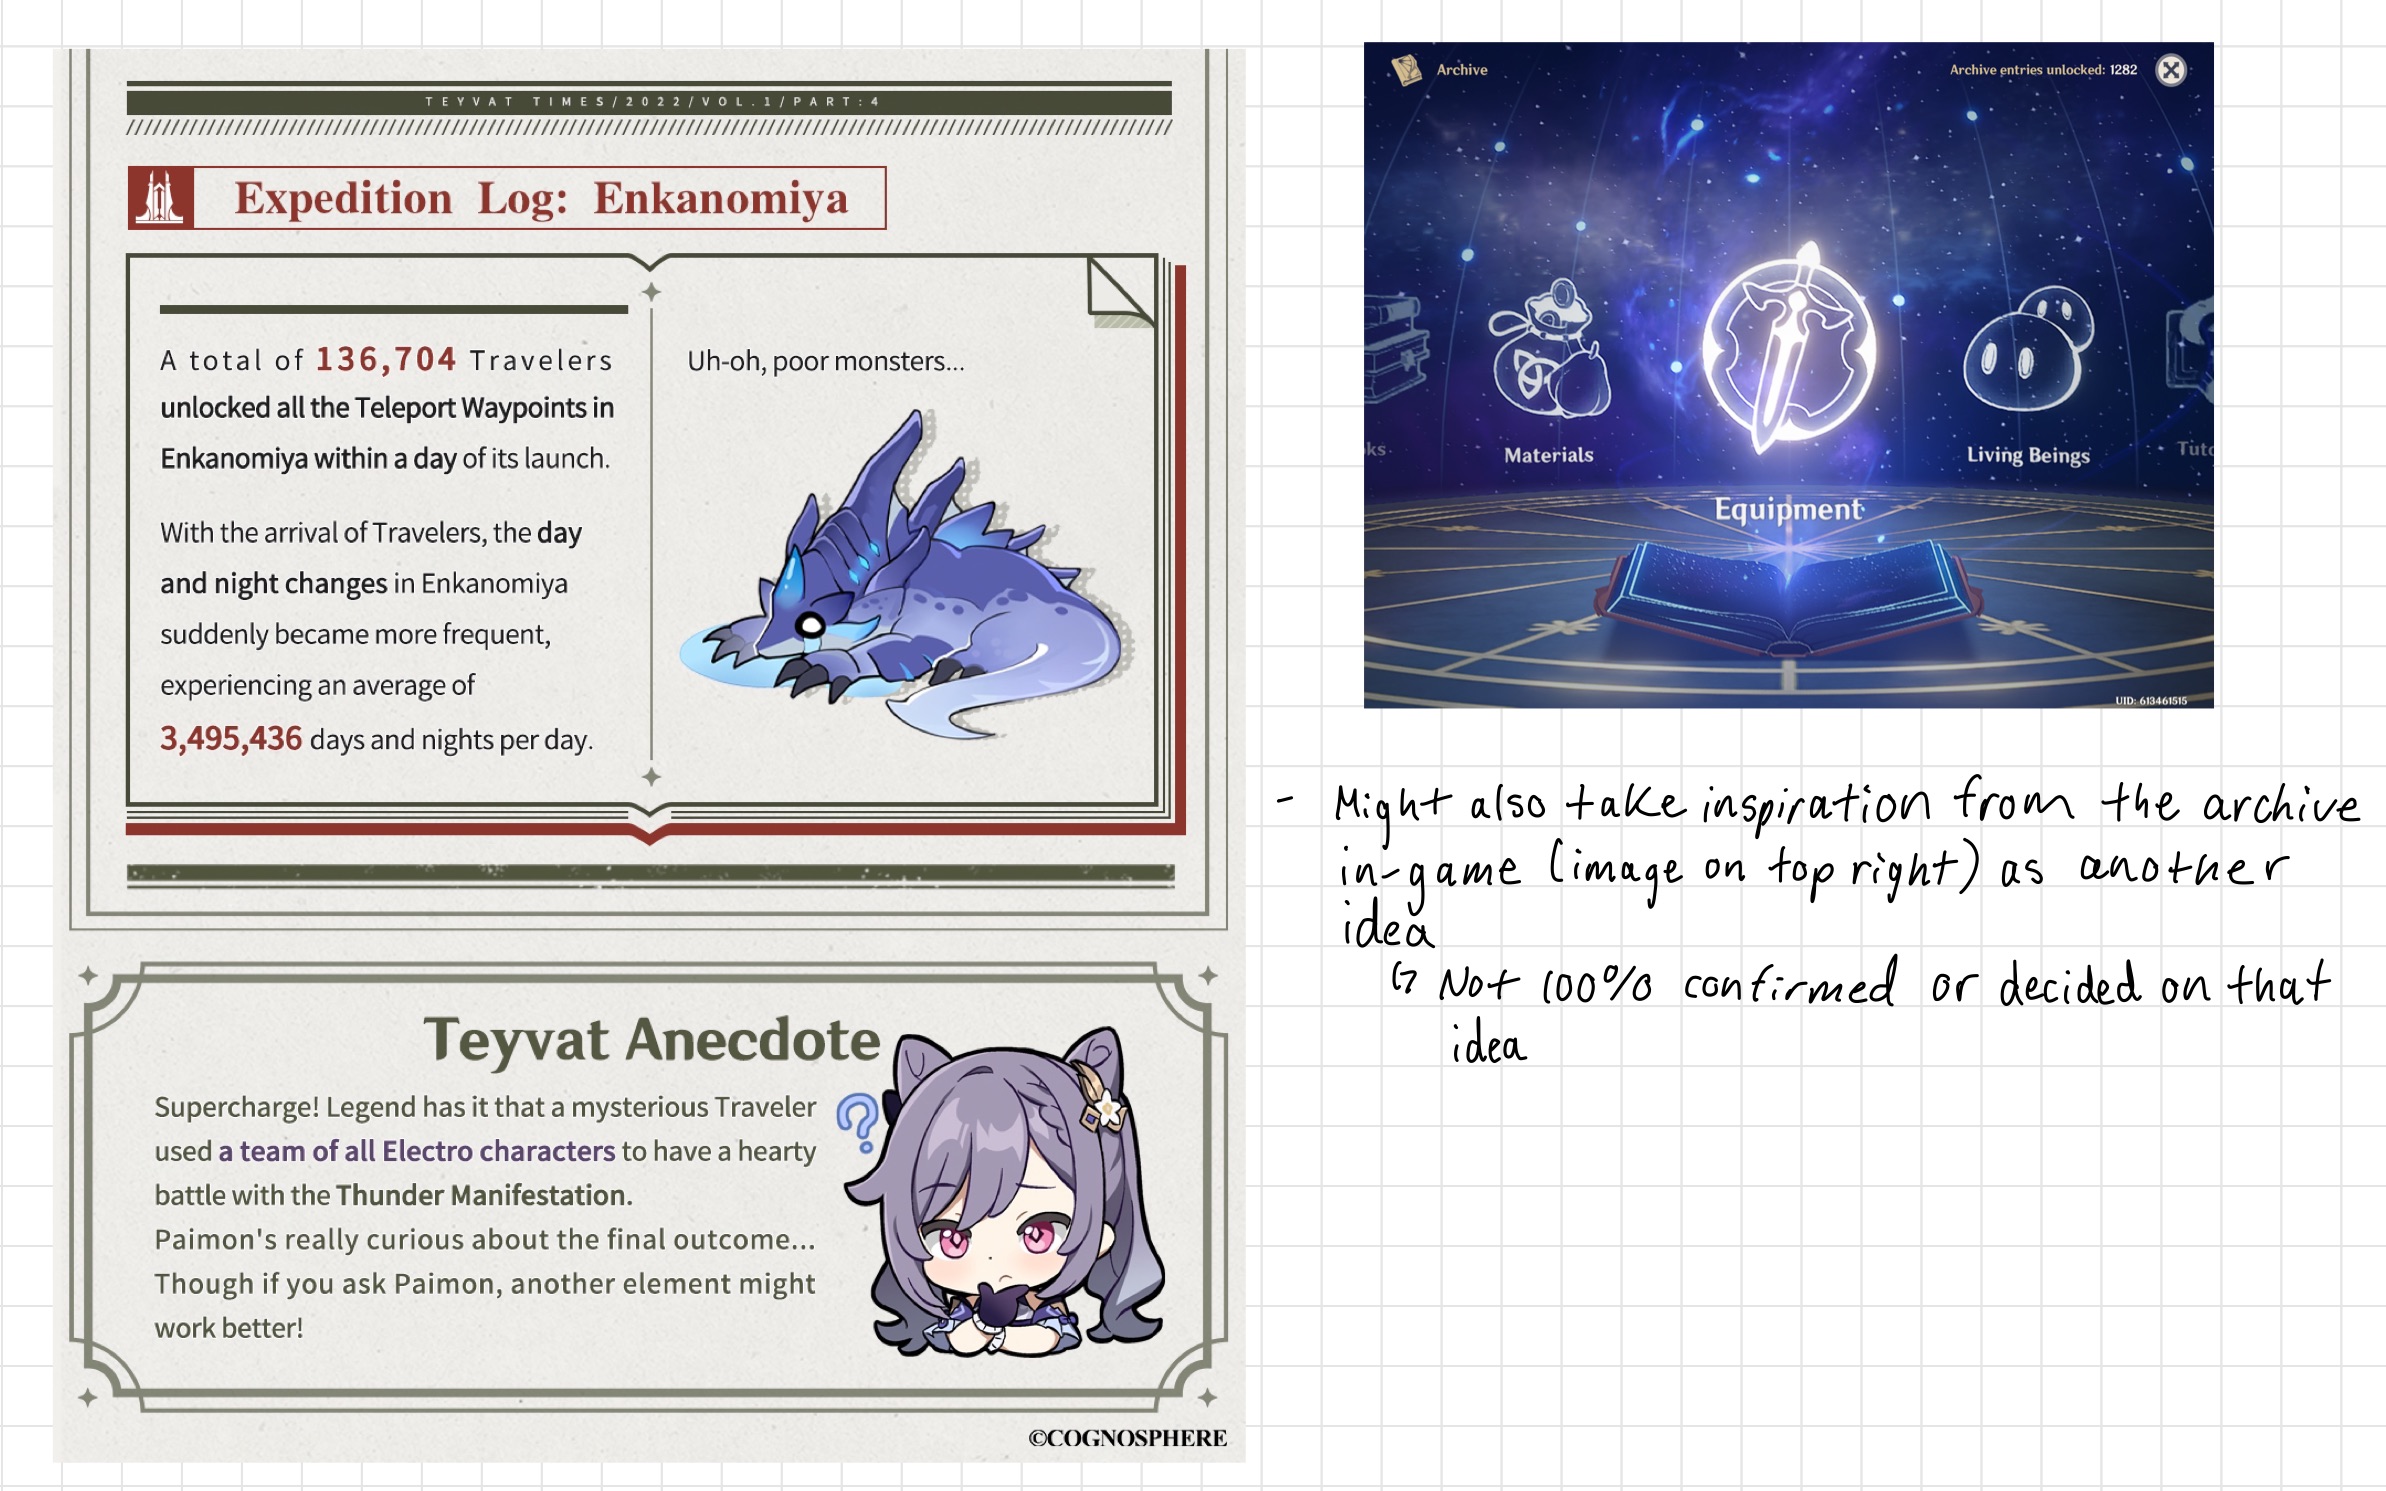 TEYVAT TIMES/2022/VOL.1/PART:4
Expedition Log: Enkanomiya
A total of 136,704 Travelers
unlocked all the Teleport Waypoints in
Enkanomiya within a day of its launch.
With the arrival of Travelers, the day
and night changes in Enkanomiya
suddenly became more frequent,
experiencing an average of
3,495,436 days and nights per day.
Uh-oh, poor monsters...
Teyvat Anecdote
Supercharge! Legend has it that a mysterious Traveler
used a team of all Electro characters to have a hearty
battle with the Thunder Manifestation.
Paimon's really curious about the final outcome...
Though if you ask Paimon, another element might
work better!
?
©COGNOSPHERE
Archive
Archive entries unlocked: 1282
ks
Materials
Equipment
Living Beings
Tuto
UID: 613461515
- Might also take inspiration from the archive
in-game (image on top right) as another
idea
↳ Not 100% confirmed or decided on that
idea